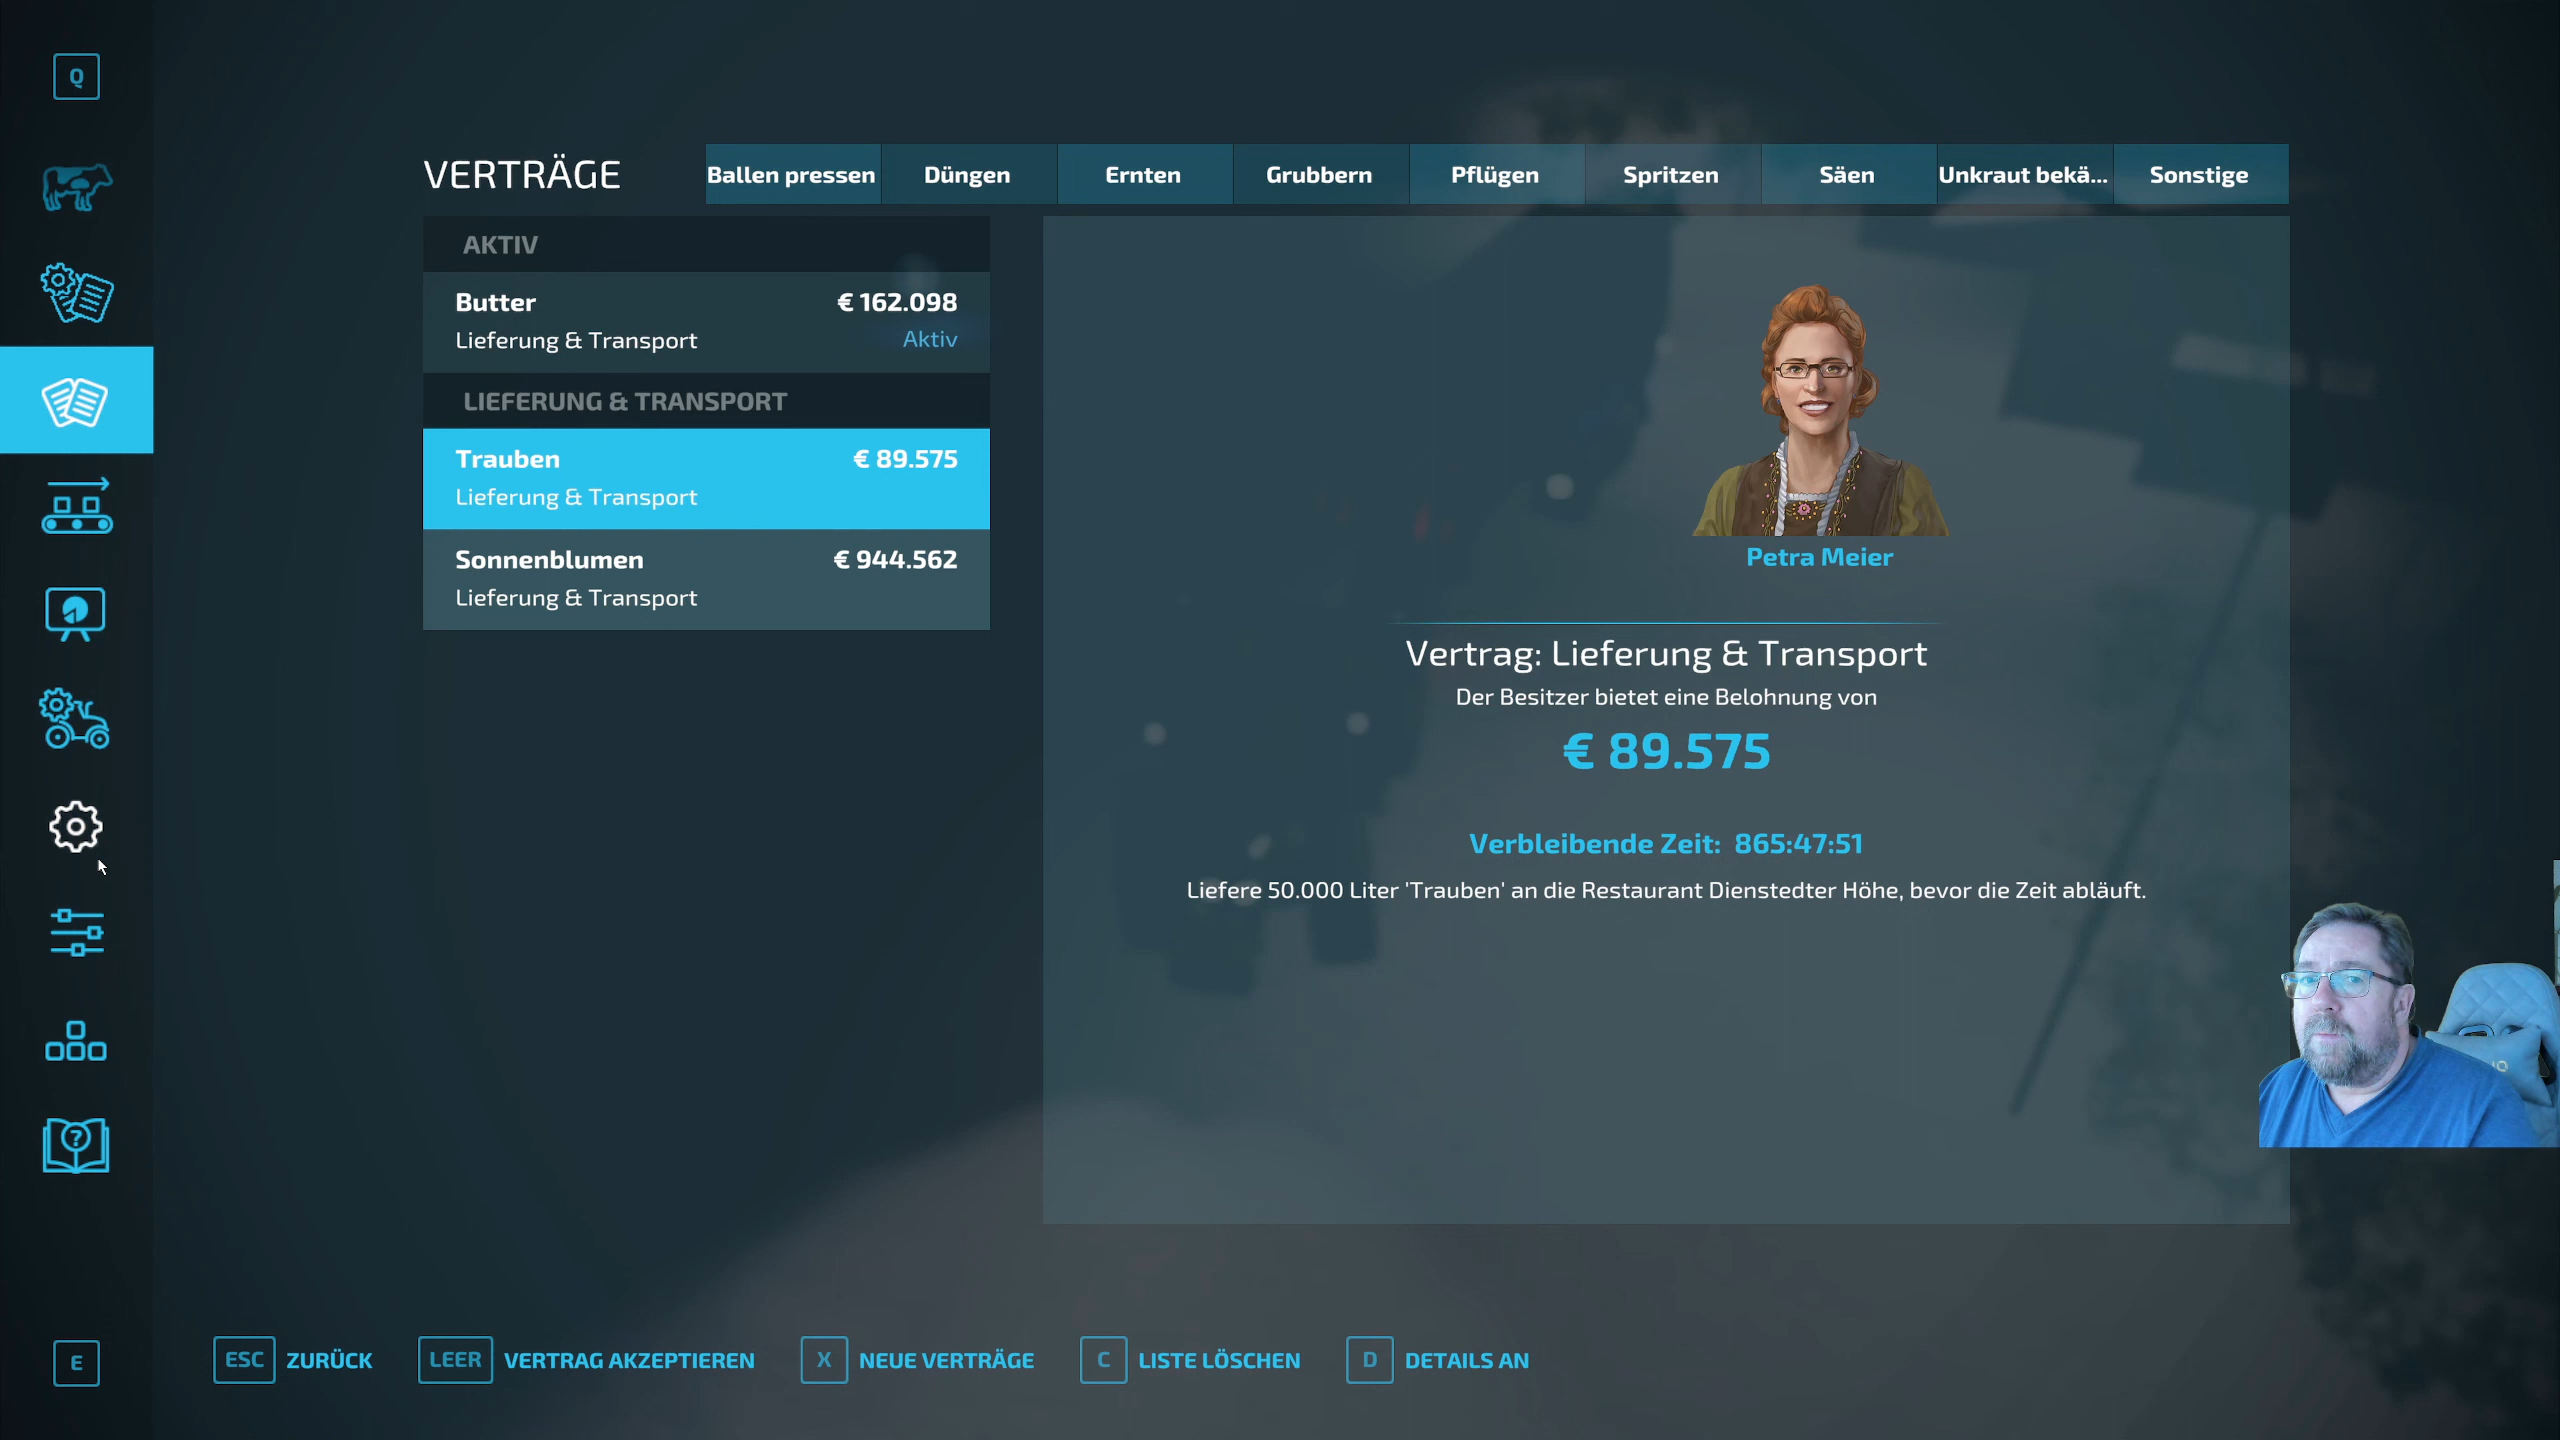 Q
VERTRÄGE
Ballen pressen
Düngen
Ernten
Grubbern
Pflügen
Spritzen
Säen
Unkraut bekä...
Sonstige
AKTIV
Butter € 162.098
Lieferung & Transport Aktiv
LIEFERUNG & TRANSPORT
Trauben € 89.575
Lieferung & Transport
Sonnenblumen € 944.562
Lieferung & Transport
Petra Meier
Vertrag: Lieferung & Transport
Der Besitzer bietet eine Belohnung von
€ 89.575
Verbleibende Zeit: 865:47:51
Liefere 50.000 Liter 'Trauben' an die Restaurant Dienstedter Höhe, bevor die Zeit abläuft.
E
ESC ZURÜCK
LEER VERTRAG AKZEPTIEREN
X NEUE VERTRÄGE
C LISTE LÖSCHEN
D DETAILS AN